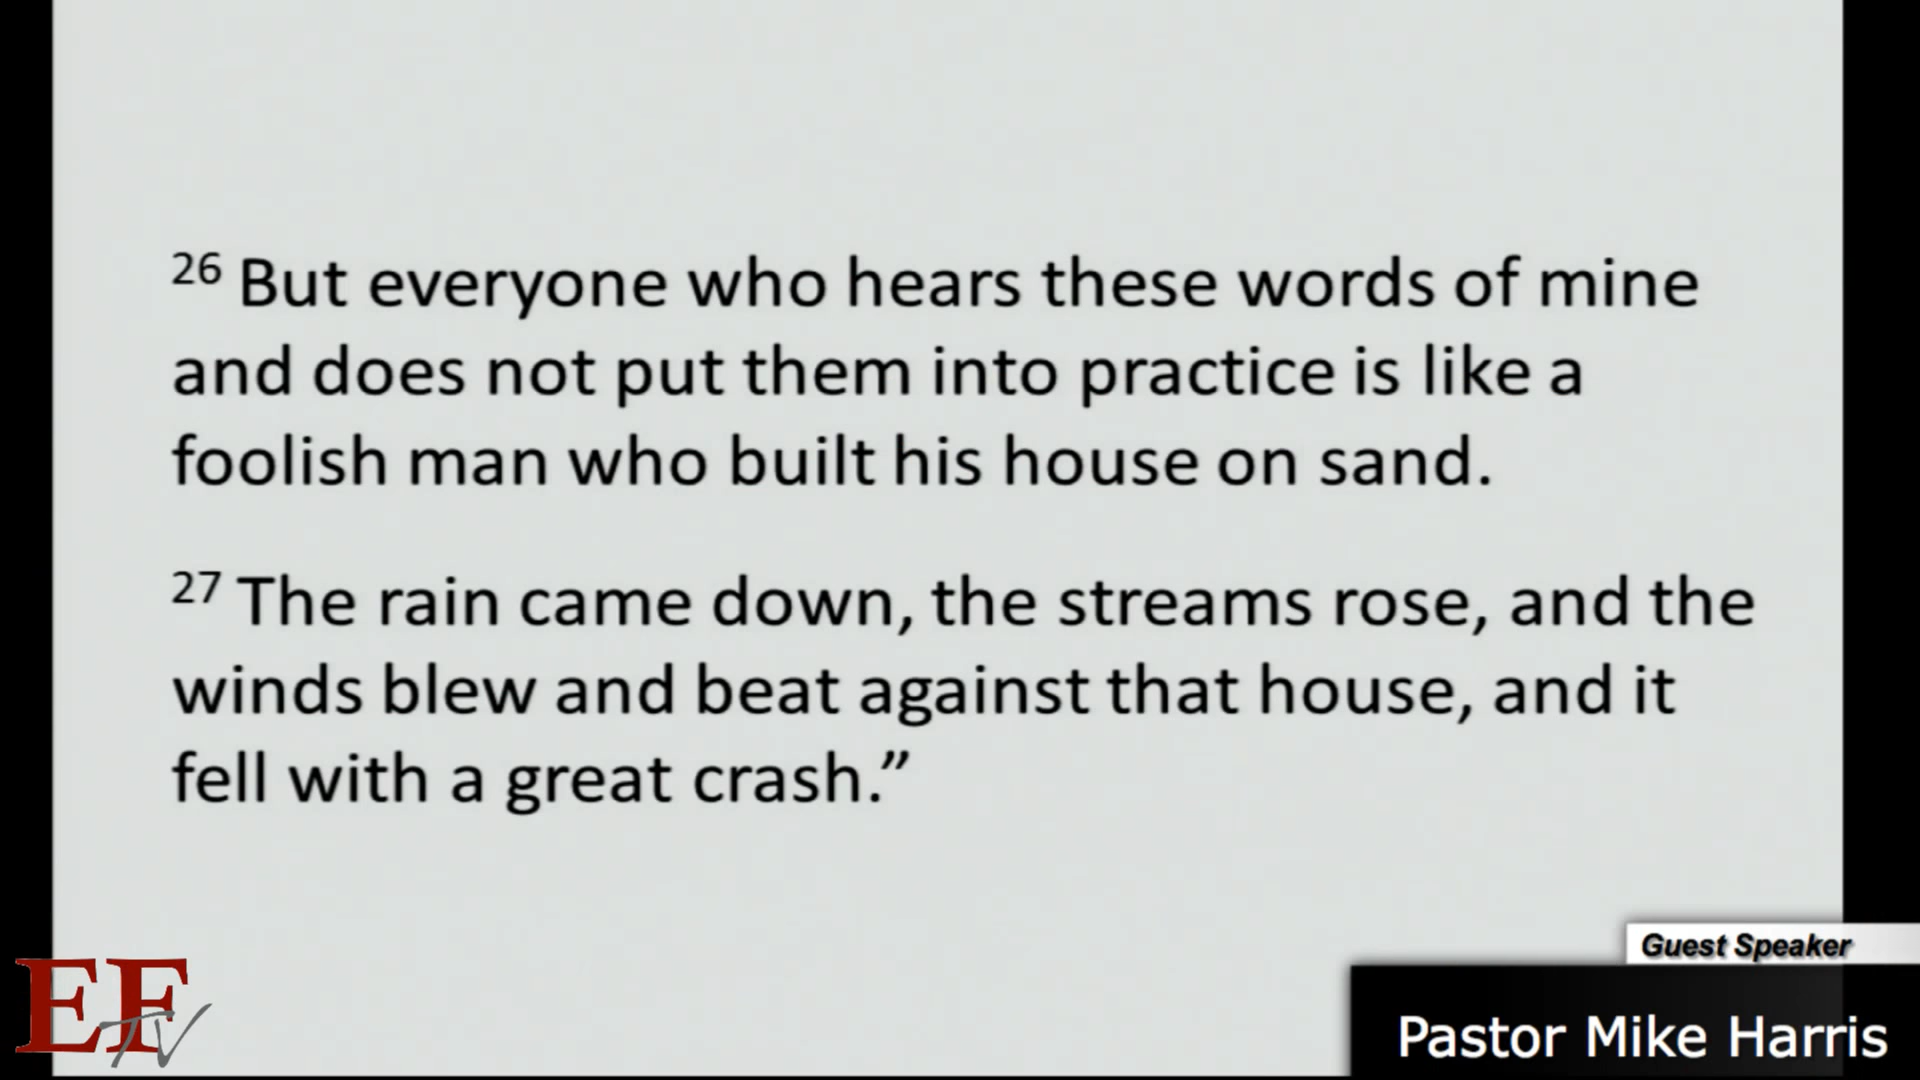 26 But everyone who hears these words of mine
and does not put them into practice is like a
foolish man who built his house on sand.
27 The rain came down, the streams rose, and the
winds blew and beat against that house, and it
fell with a great crash.”
Guest Speaker
Pastor Mike Harris
EF
TV